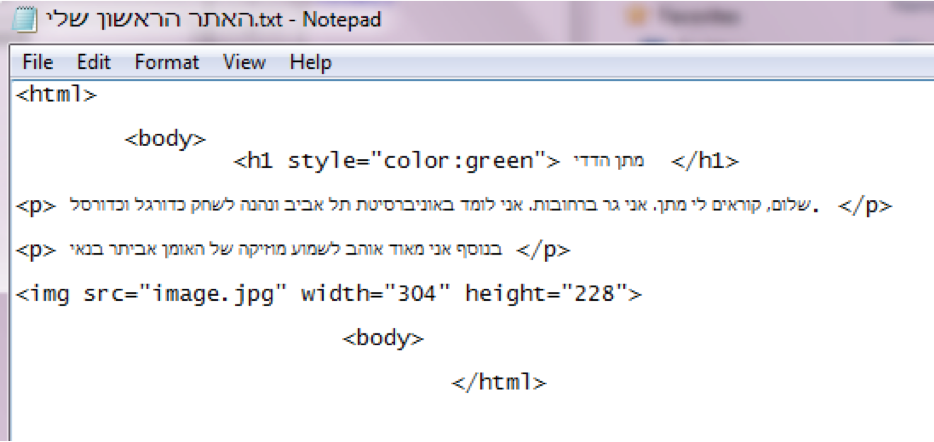 האתר הראשון שלי.txt - Notepad
File Edit Format View Help
<html>
<body>
<h1 style="color:green"> מתן הדדי </h1>
<p> שלום, קוראים לי מתן. אני גר ברחובות. אני לומד באוניברסיטת תל אביב ונהנה לשחק כדורגל וכדורסל. </p>
<p> בנוסף אני מאוד אוהב לשמוע מוזיקה של האומן אביתר בנאי </p>
<img src="image.jpg" width="304" height="228">
<body>
</html>